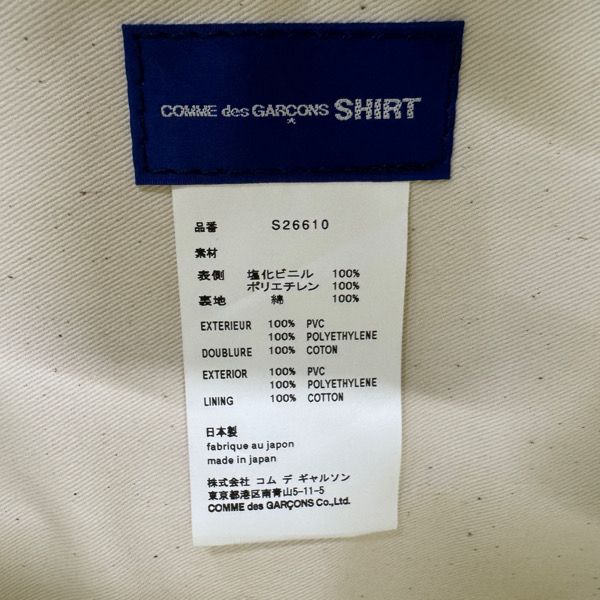 COMME des GARÇONS SHIRT
品番 S26610
素材
表側 塩化ビニル 100%
ポリエチレン 100%
裏地 綿 100%
EXTERIEUR 100% PVC
100% POLYETHYLENE
DOUBLURE 100% COTON
EXTERIOR 100% PVC
100% POLYETHYLENE
LINING 100% COTTON
日本製
fabrique au japon
made in japan
株式会社 コム デ ギャルソン
東京都港区南青山5-11-5
COMME des GARÇONS Co., Ltd.